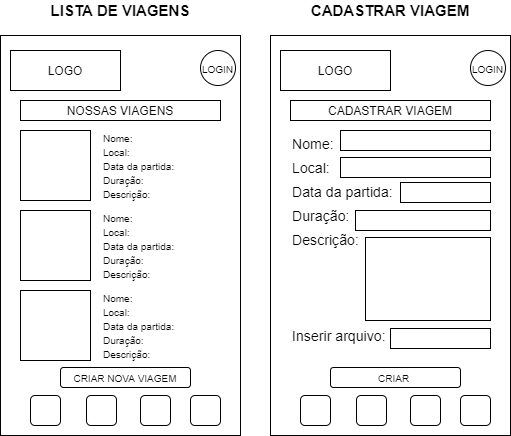 LISTA DE VIAGENS
LOGO
LOGIN
NOSSAS VIAGENS
Nome:
Local:
Data da partida:
Duração:
Descrição:
Nome:
Local:
Data da partida:
Duração:
Descrição:
Nome:
Local:
Data da partida:
Duração:
Descrição:
CRIAR NOVA VIAGEM
CADASTRAR VIAGEM
LOGO
LOGIN
CADASTRAR VIAGEM
Nome:
Local:
Data da partida:
Duração:
Descrição:
Inserir arquivo:
CRIAR